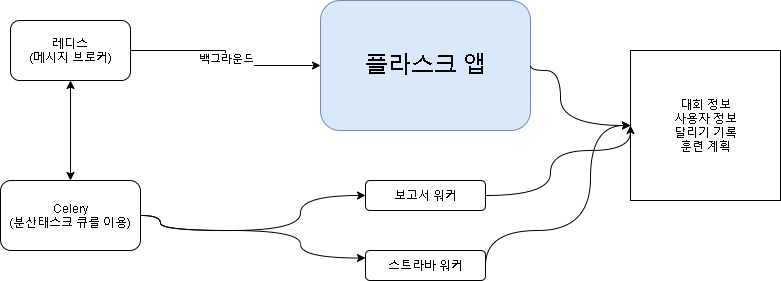 레디스
(메시지 브로커)
백그라운드
플라스크 앱
대회 정보
사용자 정보
달리기 기록
훈련 계획
Celery
(분산태스크 큐를 이용)
보고서 워커
스트라바 워커